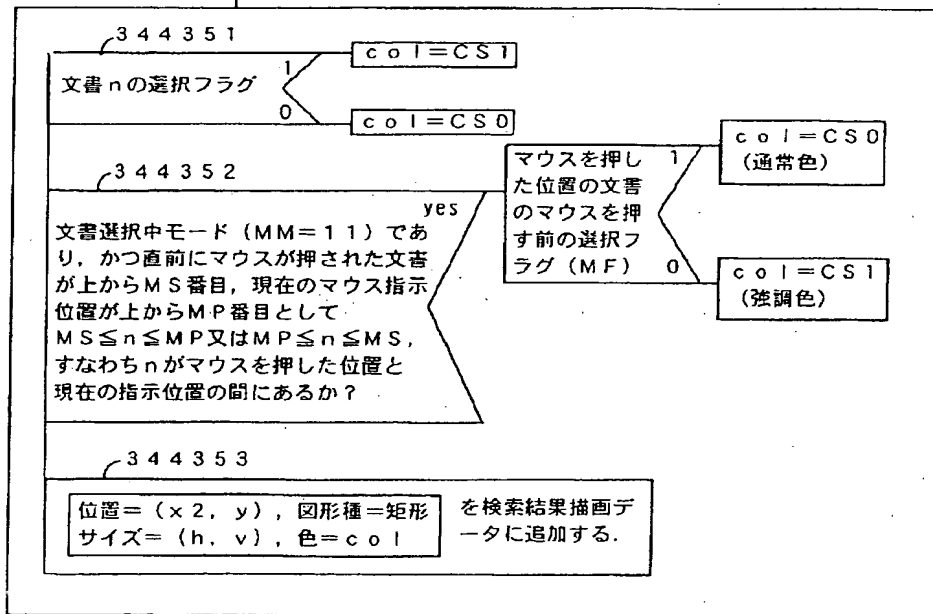 344351
文書nの選択フラグ
1
0
col=CS1
col=CS0
344352
yes
文書選択中モード(MM=11)であ
り,かつ直前にマウスが押された文書
が上からMS番目,現在のマウス指示
位置が上からMP番目として
MS≦n≦MP又はMP≦n≦MS,
すなわちnがマウスを押した位置と
現在の指示位置の間にあるか?
マウスを押し
た位置の文書
のマウスを押
す前の選択フ
ラグ(MF)
1
0
col=CS0
(通常色)
col=CS1
(強調色)
344353
位置=(x2,y),図形種=矩形
サイズ=(h,v),色=col
を検索結果描画デ
ータに追加する.